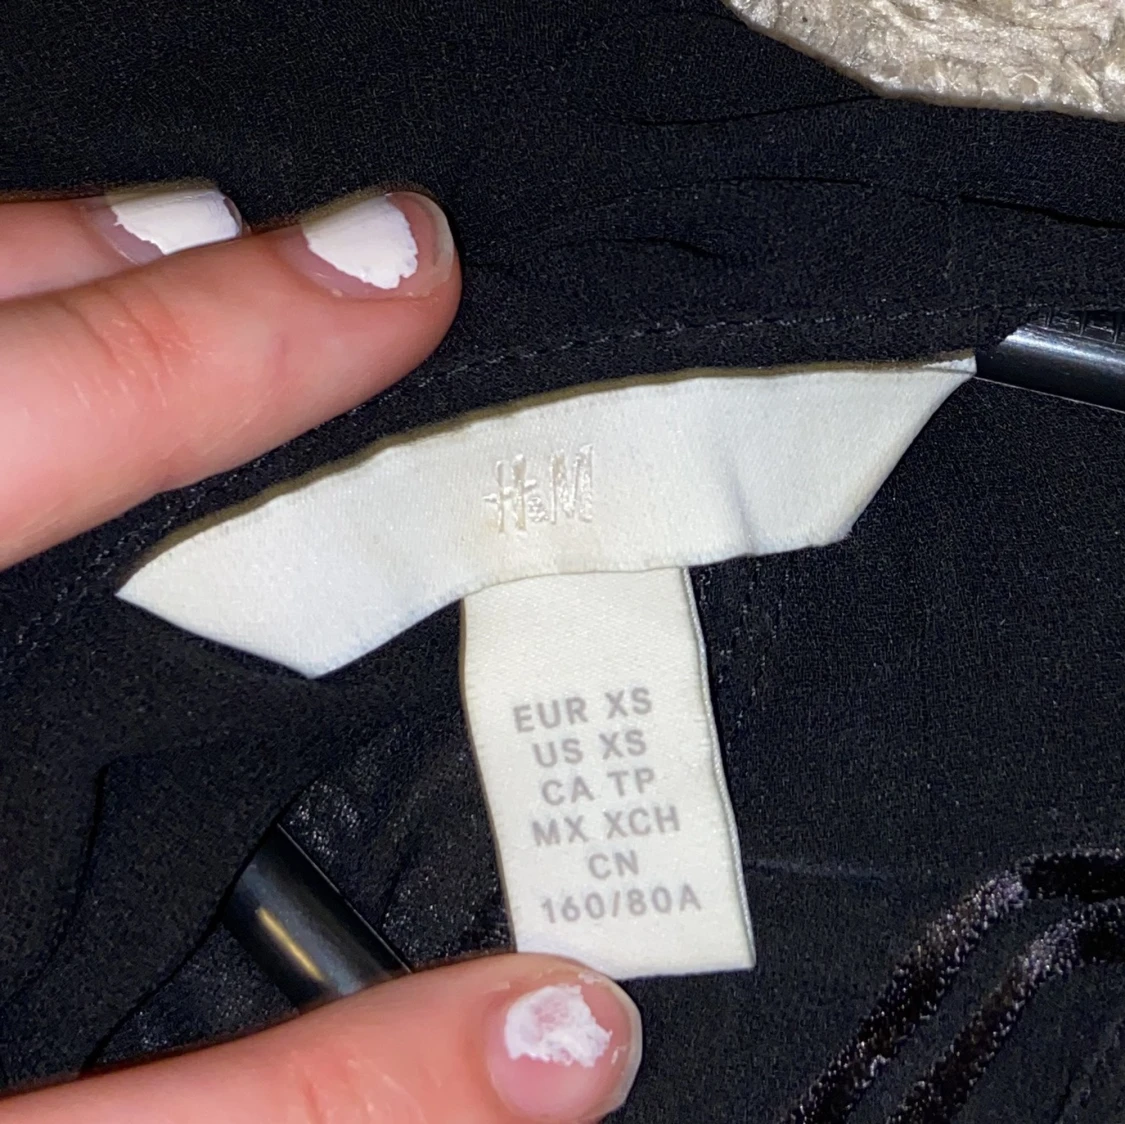 H&M
EUR XS
US XS
CA TP
MX XCH
CN
160/80A